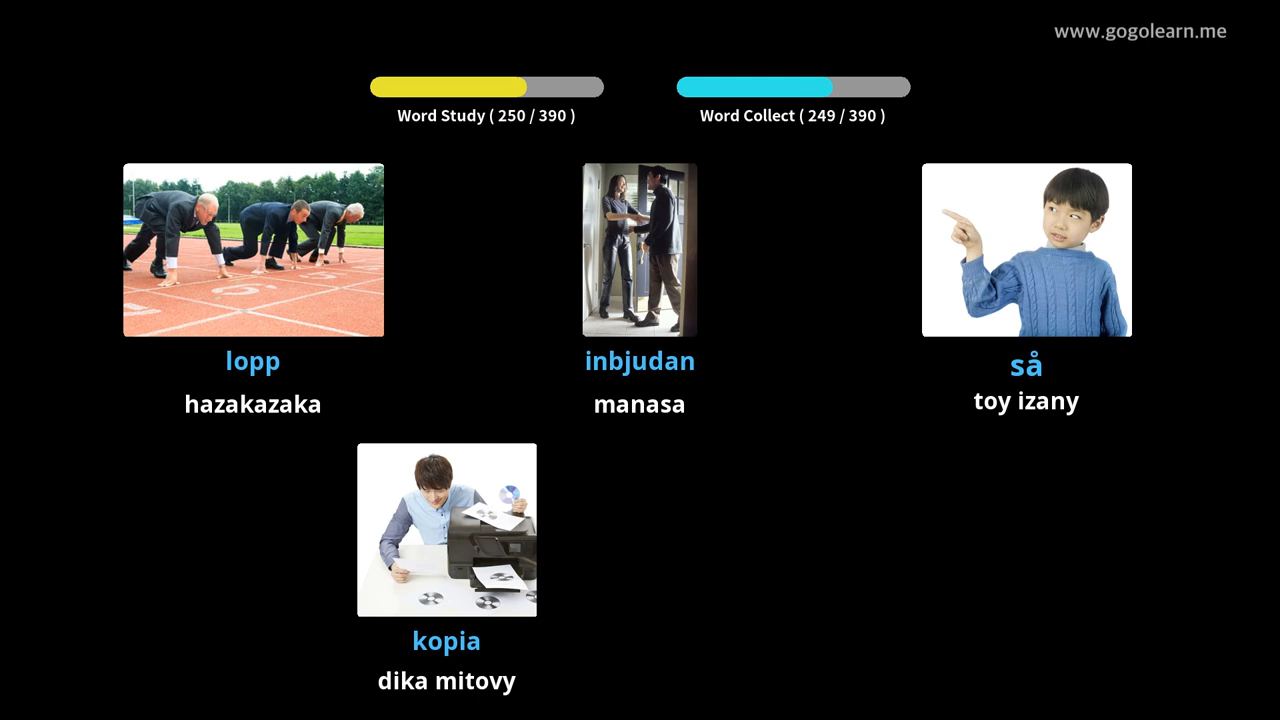 www.gogolearn.me
Word Study ( 250 / 390 )
Word Collect ( 249 / 390 )
lopp
hazakazaka
inbjudan
manasa
så
toy izany
kopia
dika mitovy